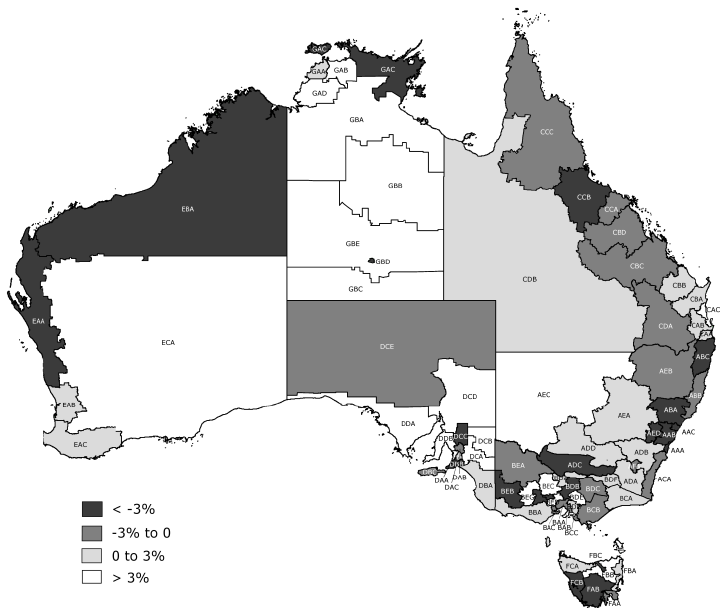 GAC
GAA GAB GAC
GAD
GBA
CCC
GBB
CCB
EBA
CCA
CBD
GBE
GBD
CBC
CDB
GBC
CBB
CBA
CAC
EAA
CDA
CAB
ECA
DCE
ABC
AEB
EAB
DCD
AEC
ABB
AEA
ABA
DDA
AED AAB AAC
EAC
DDB DCC DCB
ADD
ADB
AAA
DCA
BEA
ADC
DAA
DAB
DBA
BEC
BDF
ADA
ACA
DAC
BEB
BDB
BDC
BCA
BBA
BCB
BAA
BAC BAB
BCC
< -3%
-3% to 0
0 to 3%
> 3%
FBC
FCA
FBB
FBA
FCB
FAB
FAA